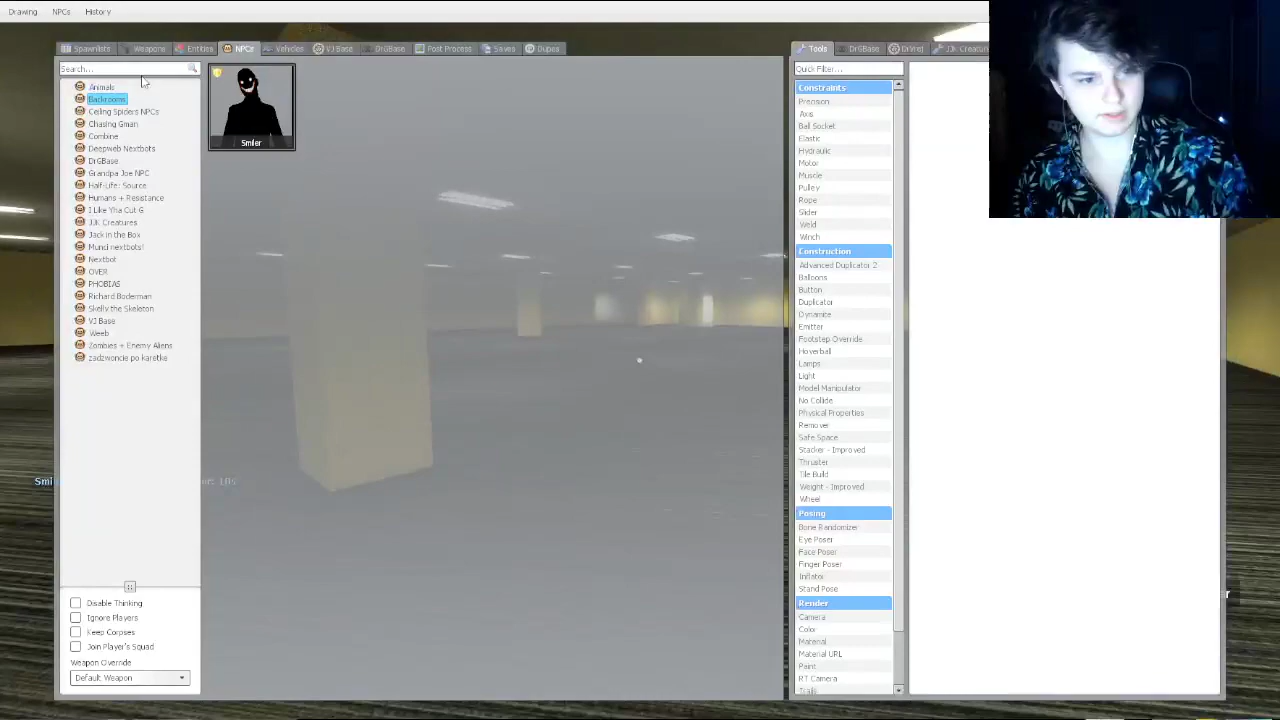 Drawing NPCs History
Spawnlists Weapons Entities NPCs Vehicles VJ Base DrGBase Post Process Saves Dupes
Tools DrGBase
Search...
Quick Filter...
Animals
Backrooms
Ceiling Spiders NPCs
Chasing Gman
Combine
Deepweb Nextbots
DrGBase
Grandpa Joe NPC
Half-Life: Source
Humans + Resistance
I Like Yha Cut G
JJK Creatures
Jack in the Box
Munci nextbots!
Nextbot
OVER
PHOBIAS
Richard Boderman
Skelly the Skeleton
VJ Base
Weeb
Zombies + Enemy Aliens
zadzwoncie po karetke
Smiler
Disable Thinking
Ignore Players
Keep Corpses
Join Player's Squad
Weapon Override
Default Weapon
Constraints
Precision
Axis
Ball Socket
Elastic
Hydraulic
Motor
Muscle
Pulley
Rope
Slider
Weld
Winch
Construction
Advanced Duplicator 2
Balloons
Button
Duplicator
Dynamite
Emitter
Footstep Override
Hoverball
Lamps
Light
Model Manipulator
No Collide
Physical Properties
Remover
Safe Space
Stacker - Improved
Thruster
Tile Build
Weight - Improved
Wheel
Posing
Bone Randomizer
Eye Poser
Face Poser
Finger Poser
Inflator
Stand Pose
Render
Camera
Color
Material
Material URL
Paint
RT Camera
Trails